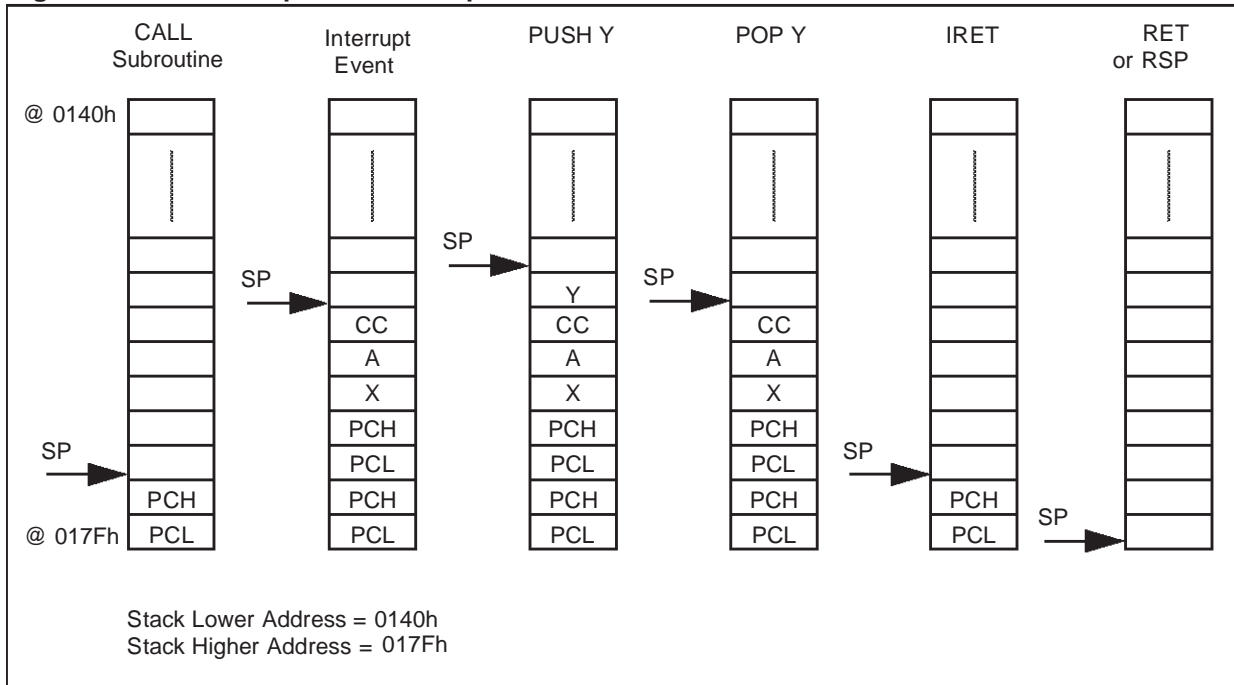 CALL Subroutine
Interrupt Event
PUSH Y
POP Y
IRET
RET or RSP
@ 0140h
SP
PCH
@ 017Fh
PCL
SP
CC
A
X
PCH
PCL
PCH
PCL
SP
Y
CC
A
X
PCH
PCL
PCH
PCL
SP
CC
A
X
PCH
PCL
PCH
PCL
SP
PCH
PCL
SP
Stack Lower Address = 0140h
Stack Higher Address = 017Fh